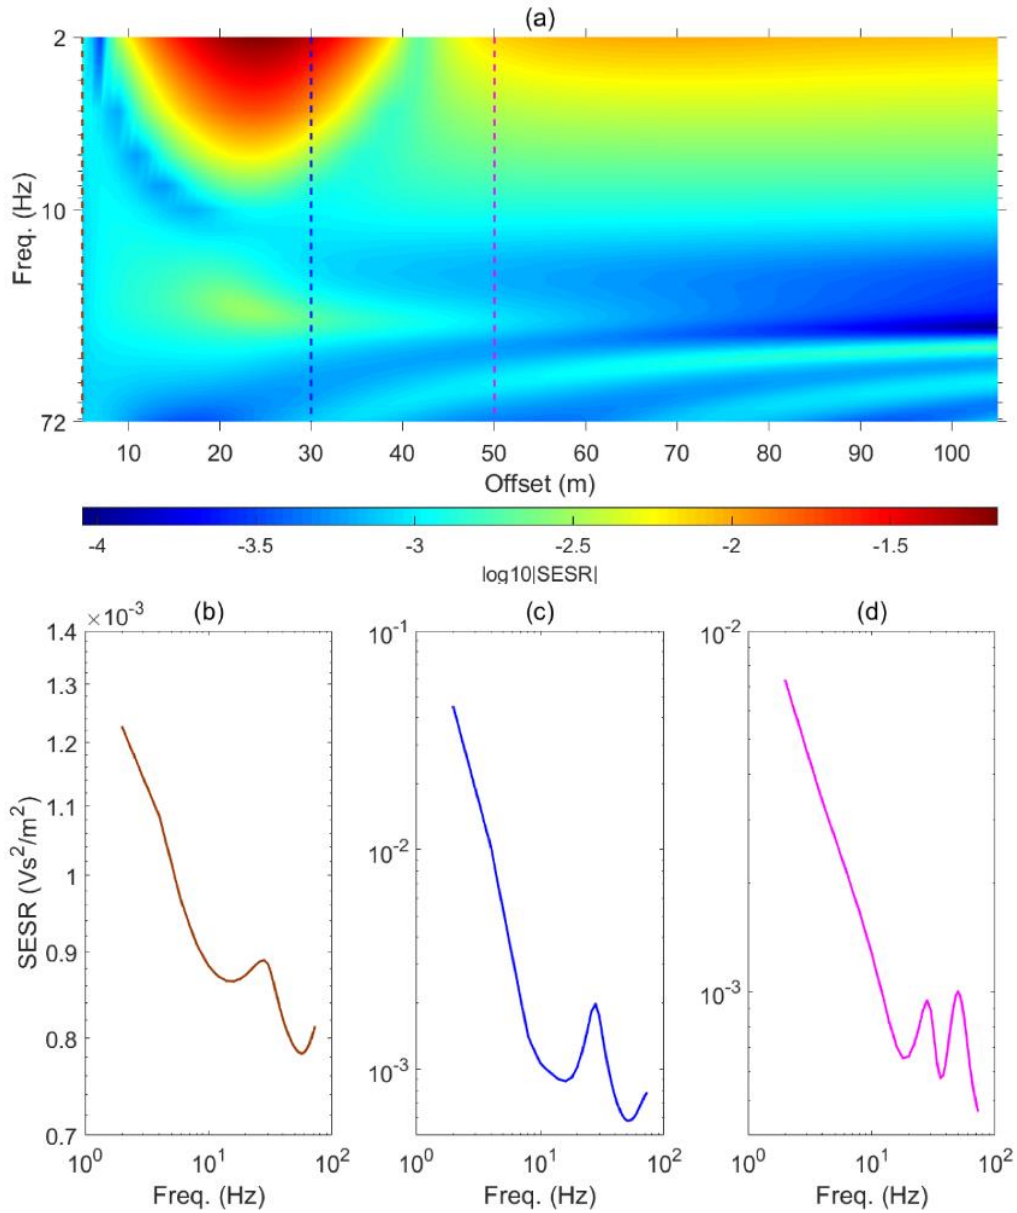 (a)
2
10
72
Freq. (Hz)
10 20 30 40 50 60 70 80 90 100
Offset (m)
-4 -3.5 -3 -2.5 -2 -1.5
log10|SESR|
(b) (c) (d)
×10⁻³
1.4
1.3
1.2
1.1
1
0.9
0.8
0.7
SESR (Vs²/m²)
10⁰ 10¹ 10²
Freq. (Hz)
10⁻¹
10⁻²
10⁻³
10⁰ 10¹ 10²
Freq. (Hz)
10⁻²
10⁻³
10⁰ 10¹ 10²
Freq. (Hz)